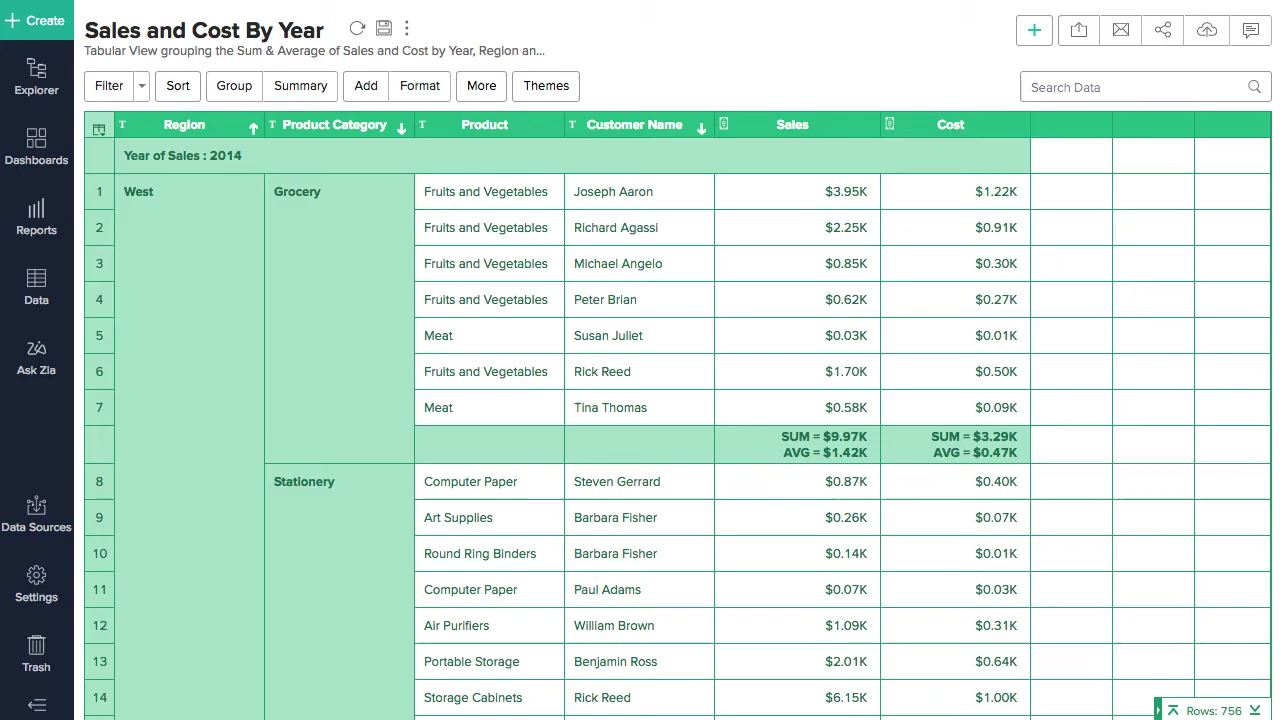 Create
Explorer
Dashboards
Reports
Data
Ask Zia
Data Sources
Settings
Trash
Sales and Cost By Year
Tabular View grouping the Sum & Average of Sales and Cost by Year, Region an...
Filter Sort Group Summary Add Format More Themes
Search Data
T Region T Product Category T Product T Customer Name Sales Cost
Year of Sales : 2014
1 West Grocery Fruits and Vegetables Joseph Aaron $3.95K $1.22K
2 Fruits and Vegetables Richard Agassi $2.25K $0.91K
3 Fruits and Vegetables Michael Angelo $0.85K $0.30K
4 Fruits and Vegetables Peter Brian $0.62K $0.27K
5 Meat Susan Juliet $0.03K $0.01K
6 Fruits and Vegetables Rick Reed $1.70K $0.50K
7 Meat Tina Thomas $0.58K $0.09K
SUM = $9.97K SUM = $3.29K
AVG = $1.42K AVG = $0.47K
8 Stationery Computer Paper Steven Gerrard $0.87K $0.40K
9 Art Supplies Barbara Fisher $0.26K $0.07K
10 Round Ring Binders Barbara Fisher $0.14K $0.01K
11 Computer Paper Paul Adams $0.07K $0.03K
12 Air Purifiers William Brown $1.09K $0.31K
13 Portable Storage Benjamin Ross $2.01K $0.64K
14 Storage Cabinets Rick Reed $6.15K $1.00K
Rows: 756